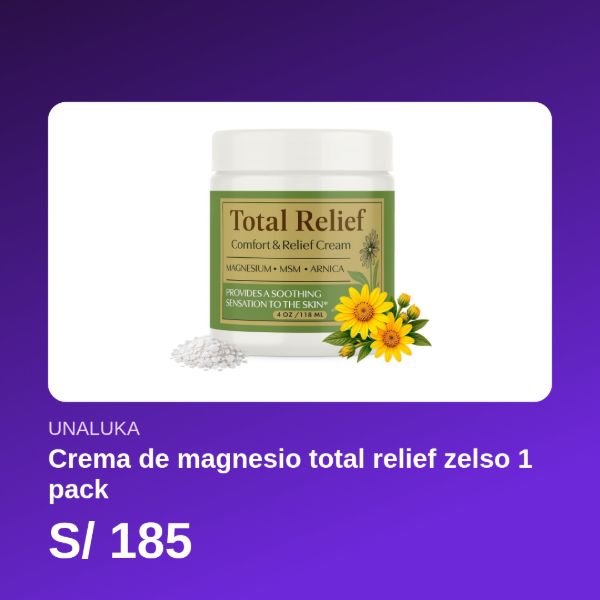 Total Relief
Comfort & Relief Cream
MAGNESIUM • MSM • ARNICA
PROVIDES A SOOTHING
SENSATION TO THE SKIN*
4 OZ / 118 ML
UNALUKA
Crema de magnesio total relief zelso 1
pack
S/ 185